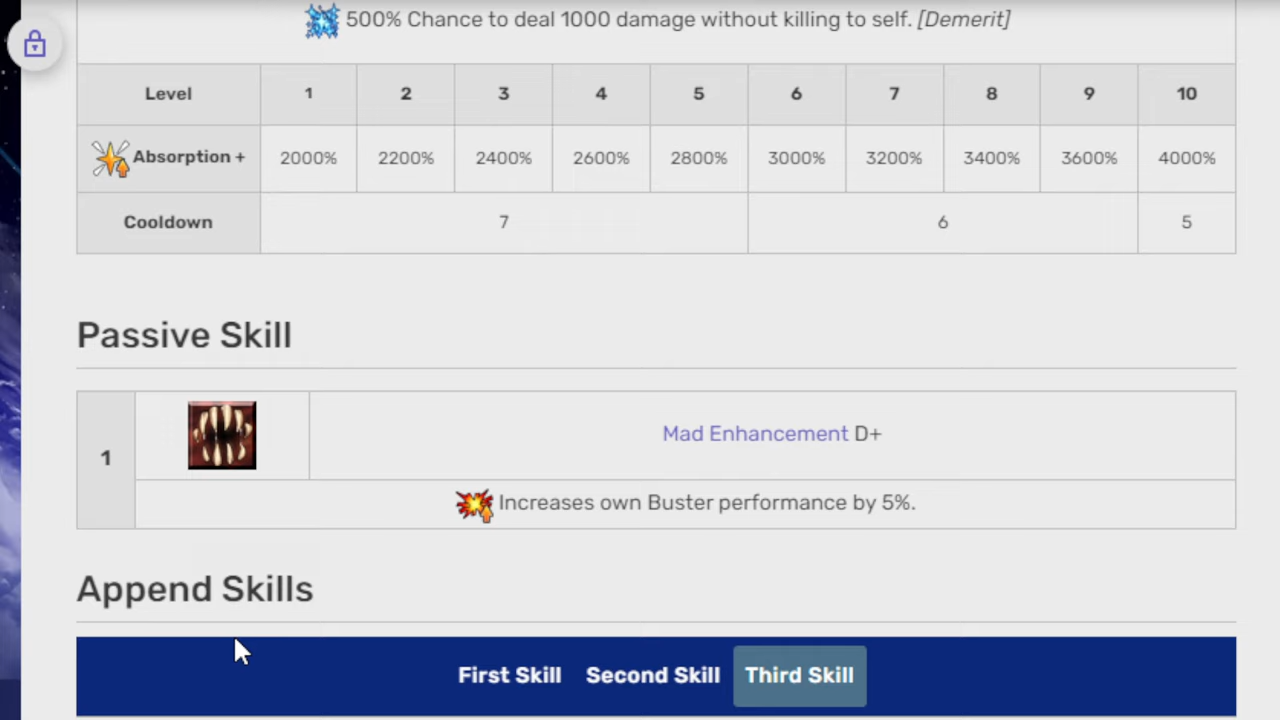 500% Chance to deal 1000 damage without killing to self. [Demerit]
Level 1 2 3 4 5 6 7 8 9 10
Absorption + 2000% 2200% 2400% 2600% 2800% 3000% 3200% 3400% 3600% 4000%
Cooldown 7 6 5
Passive Skill
1 Mad Enhancement D+
Increases own Buster performance by 5%.
Append Skills
First Skill Second Skill Third Skill